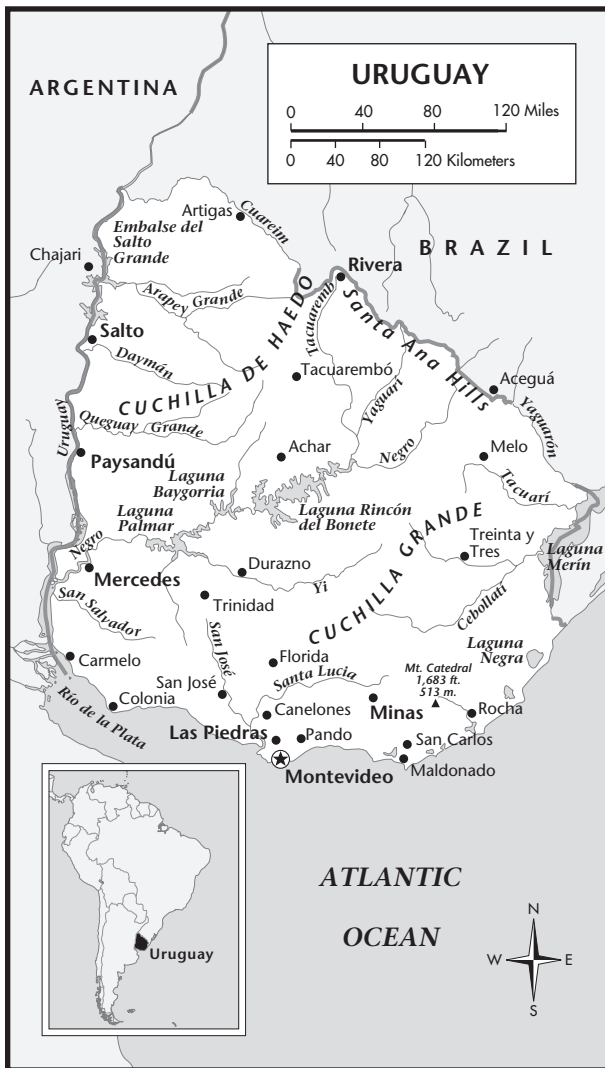 URUGUAY
0 40 80 120 Miles
0 40 80 120 Kilometers
ARGENTINA
BRAZIL
Artigas
Cuareim
Embalse del
Salto
Grande
Chajari
Rivera
Arapey Grande
Tacuaremb
Santa Ana Hills
Salto
CUCHILLA DE HAEDO
Daymán
Tacuarembó
Aceguá
Yaguarí
Yaguarón
Queguay Grande
Uruguay
Paysandú
Achar
Negro
Melo
Laguna
Baygorria
Tacuarí
Laguna
Palmar
Laguna Rincón
del Bonete
CUCHILLA GRANDE
Treinta y
Tres
Laguna
Merín
Negro
Mercedes
Durazno
Yi
San Salvador
Trinidad
Cebollatí
San José
Laguna
Negra
Carmelo
Florida
Santa Lucia
Mt. Catedral
1,683 ft.
513 m.
San José
Colonia
Río de la Plata
Canelones
Minas
Rocha
Las Piedras
Pando
San Carlos
Montevideo
Maldonado
ATLANTIC
OCEAN
Uruguay
N
W E
S